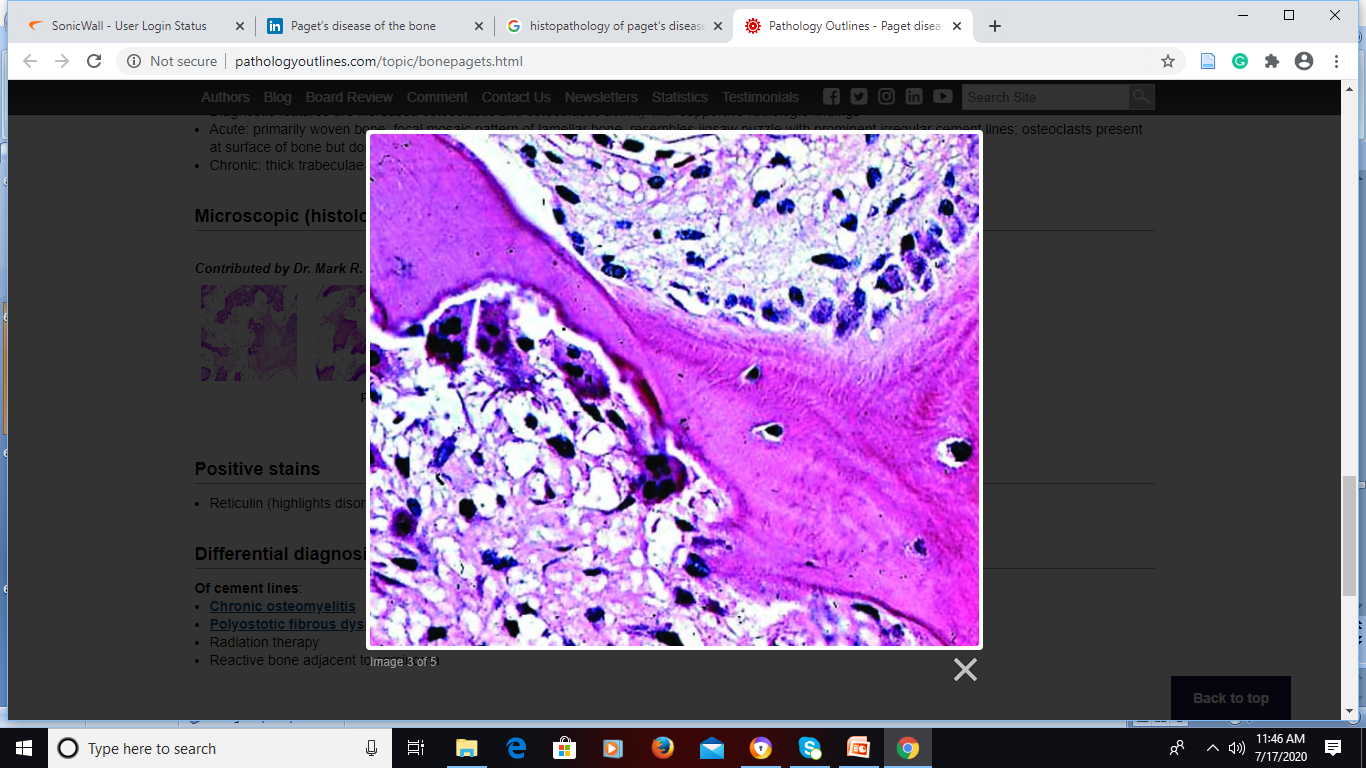 SonicWall - User Login Status
Paget's disease of the bone
histopathology of paget's disease
Pathology Outlines - Paget disea
Not secure | pathologyoutlines.com/topic/bonepagets.html
Authors Blog Board Review Comment Contact Us Newsletters Statistics Testimonials Search Site
Acute: primarily woven bone; focal mosaic pattern of lamellar bone resembles jigsaw puzzle with prominent irregular cement lines; osteoclasts present
at surface of bone but do
Chronic: thick trabeculae
Microscopic (histolo
Contributed by Dr. Mark R.
Positive stains
Reticulin (highlights disor
Differential diagnosi
Of cement lines:
Chronic osteomyelitis
Polyostotic fibrous dys
Radiation therapy
Reactive bone adjacent to
Image 3 of 5
Back to top
Type here to search
11:46 AM
7/17/2020